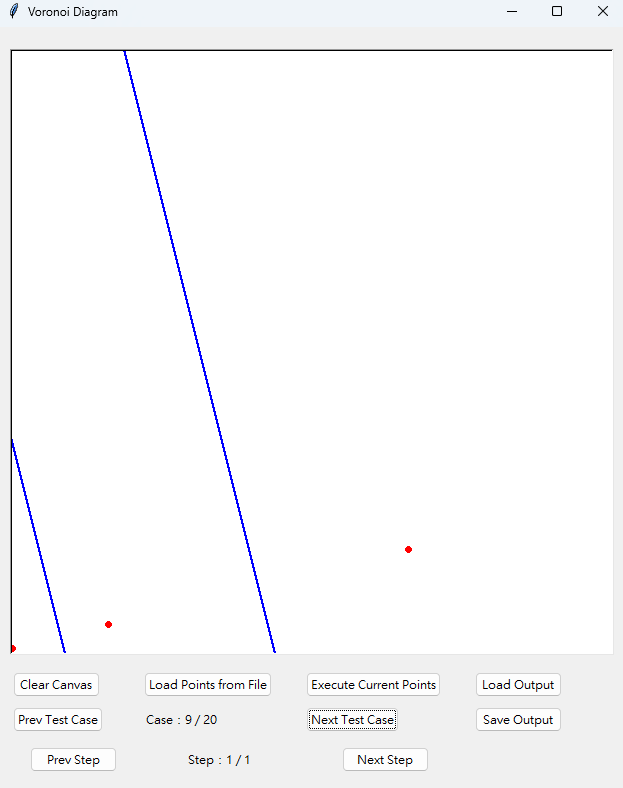 Voronoi Diagram
Clear Canvas Load Points from File Execute Current Points Load Output
Prev Test Case Case : 9 / 20 Next Test Case Save Output
Prev Step Step : 1 / 1 Next Step